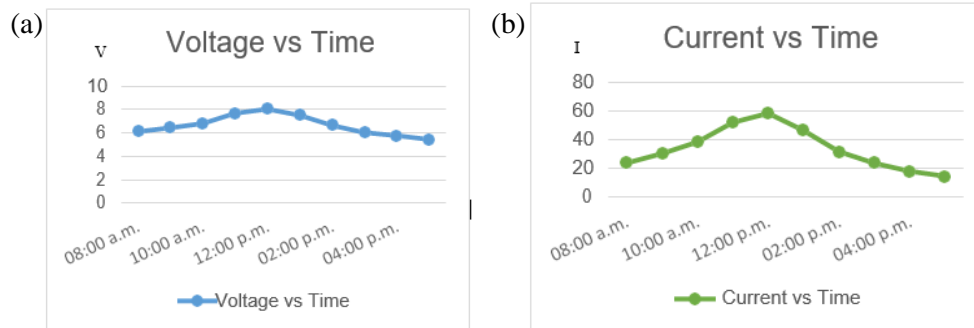 (a)
Voltage vs Time
V
10
8
6
4
2
0
08:00 a.m.
10:00 a.m.
12:00 p.m.
02:00 p.m.
04:00 p.m.
Voltage vs Time
(b)
Current vs Time
I
80
60
40
20
0
08:00 a.m.
10:00 a.m.
12:00 p.m.
02:00 p.m.
04:00 p.m.
Current vs Time